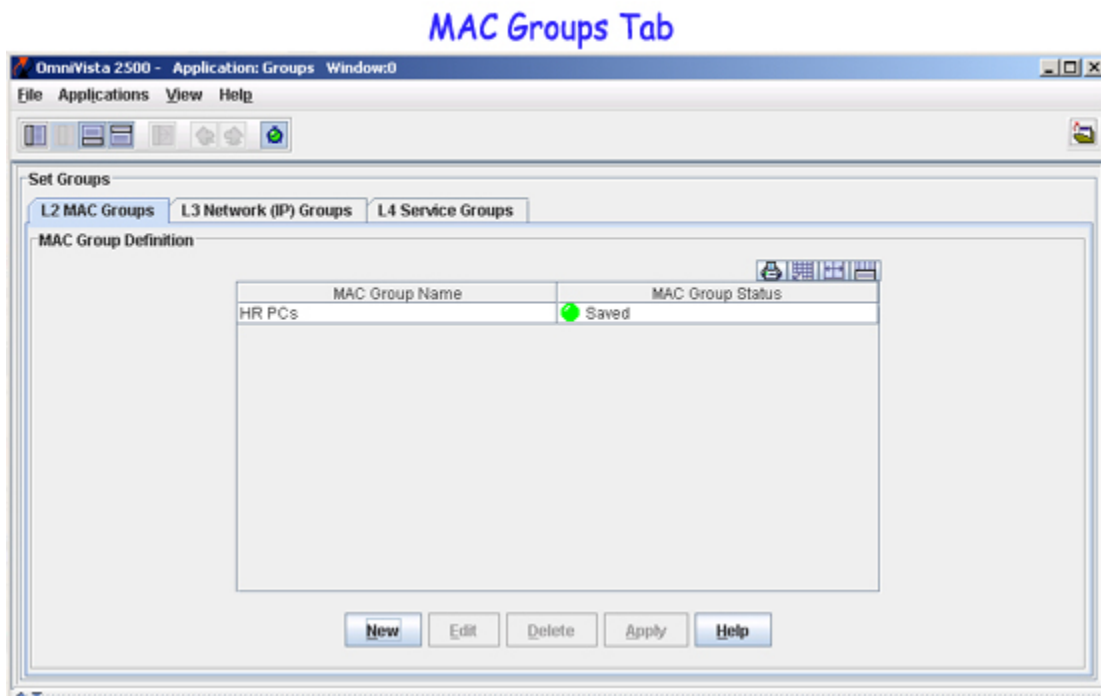 MAC Groups Tab
OmniVista 2500 - Application: Groups Window:0
File Applications View Help
Set Groups
L2 MAC Groups L3 Network (IP) Groups L4 Service Groups
MAC Group Definition
MAC Group Name MAC Group Status
HR PCs Saved
New Edit Delete Apply Help